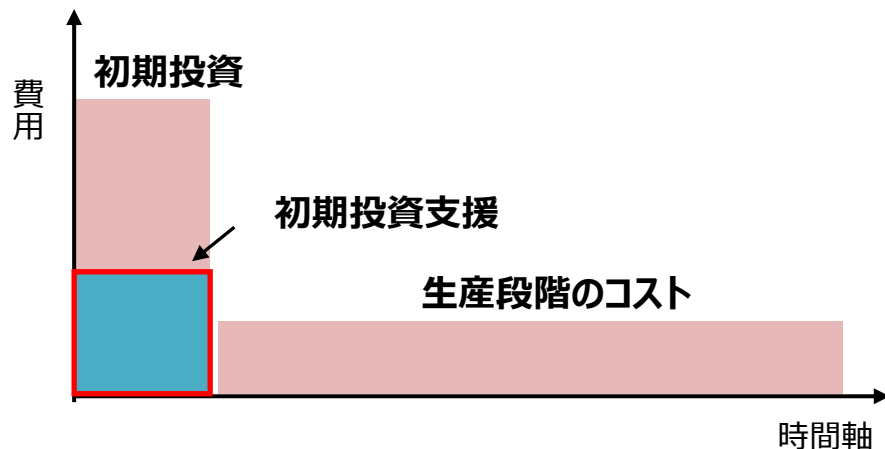 初期投資
費用
初期投資支援
生産段階のコスト
時間軸